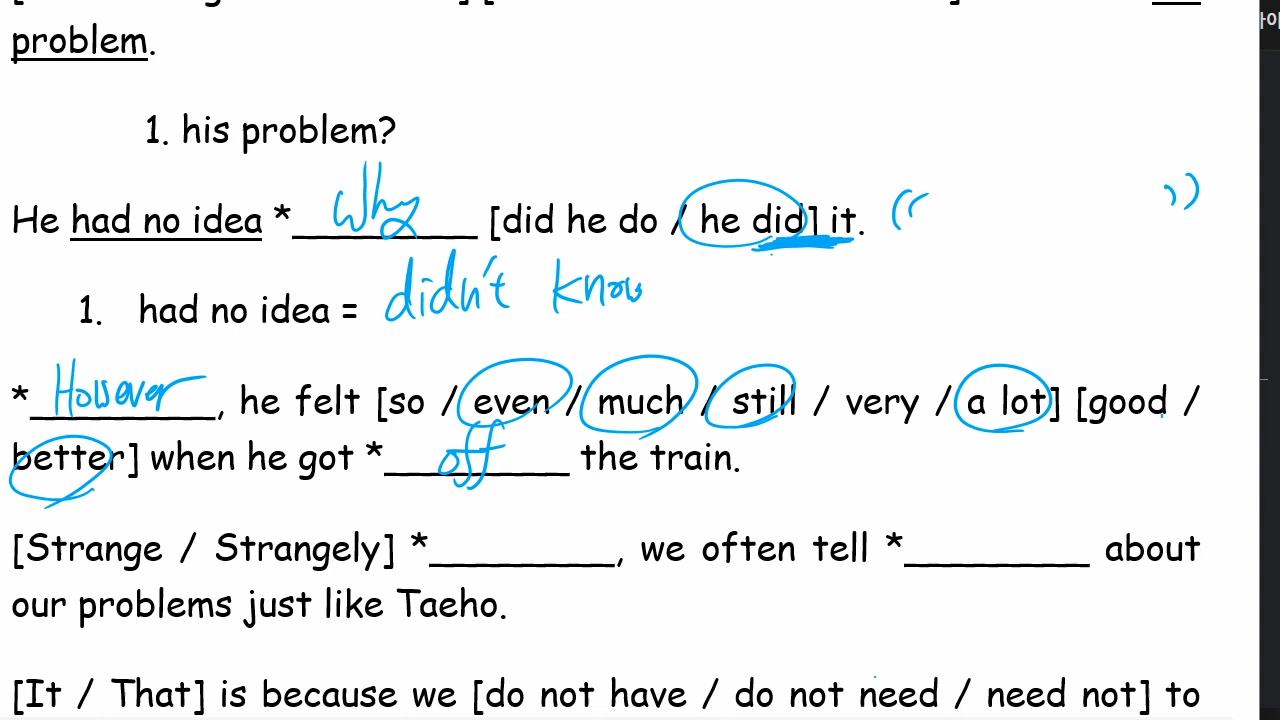 problem.
1. his problem?
He had no idea *why [did he do / he did] it. ((  ))
1. had no idea = didn't know
*However, he felt [so / even / much / still / very / a lot] [good /
better] when he got *off the train.
[Strange / Strangely] *__________, we often tell *__________ about
our problems just like Taeho.
[It / That] is because we [do not have / do not need / need not] to